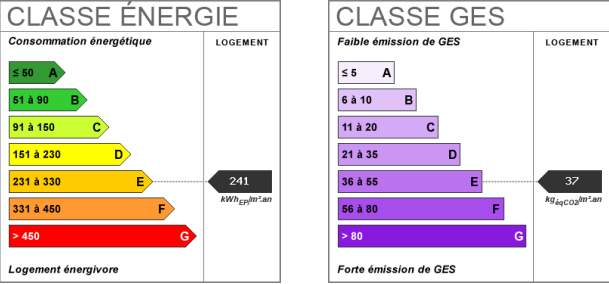 CLASSE ÉNERGIE
Consommation énergétique
LOGEMENT
≤ 50 A
51 à 90 B
91 à 150 C
151 à 230 D
231 à 330 E
241
kWhEP/m².an
331 à 450 F
> 450 G
Logement énergivore
CLASSE GES
Faible émission de GES
LOGEMENT
≤ 5 A
6 à 10 B
11 à 20 C
21 à 35 D
36 à 55 E
37
kgéqCO2/m².an
56 à 80 F
> 80 G
Forte émission de GES